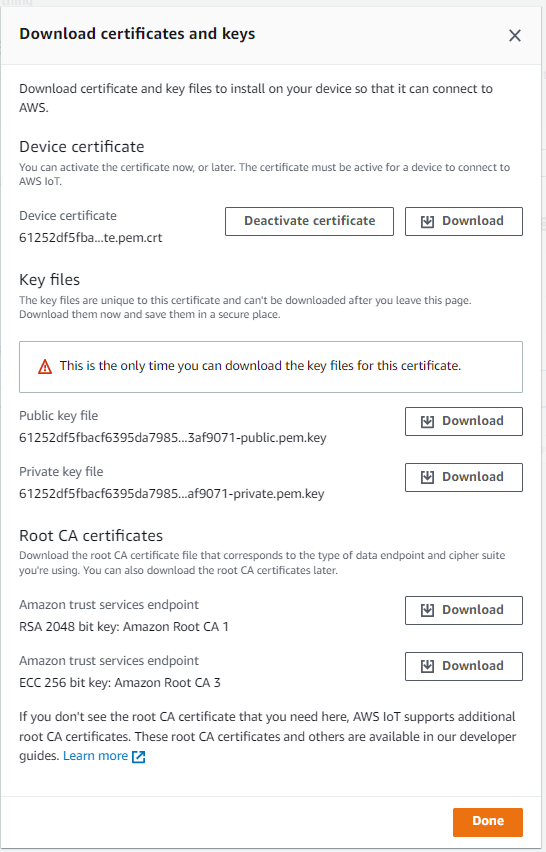 Download certificates and keys
Download certificate and key files to install on your device so that it can connect to
AWS.
Device certificate
You can activate the certificate now, or later. The certificate must be active for a device to connect to
AWS IoT.
Device certificate
61252df5fba...te.pem.crt
Deactivate certificate
Download
Key files
The key files are unique to this certificate and can't be downloaded after you leave this page.
Download them now and save them in a secure place.
This is the only time you can download the key files for this certificate.
Public key file
61252df5fbacf6395da7985...3af9071-public.pem.key
Download
Private key file
61252df5fbacf6395da7985...af9071-private.pem.key
Download
Root CA certificates
Download the root CA certificate file that corresponds to the type of data endpoint and cipher suite
you're using. You can also download the root CA certificates later.
Amazon trust services endpoint
RSA 2048 bit key: Amazon Root CA 1
Download
Amazon trust services endpoint
ECC 256 bit key: Amazon Root CA 3
Download
If you don't see the root CA certificate that you need here, AWS IoT supports additional
root CA certificates. These root CA certificates and others are available in our developer
guides. Learn more
Done